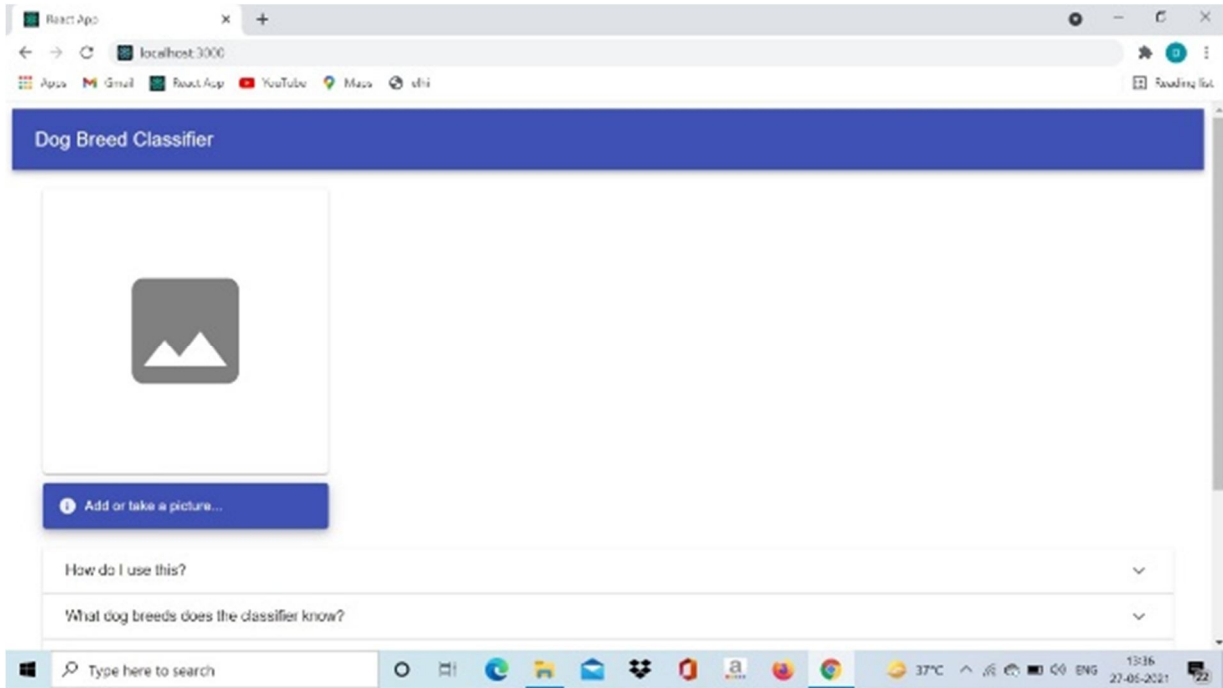 React App
localhost:3000
Apps Gmail React App YouTube Maps elhi Reading list
Dog Breed Classifier
Add or take a picture...
How do I use this?
What dog breeds does the classifier know?
Type here to search
37°C ENG 13:36
27-06-2021
22